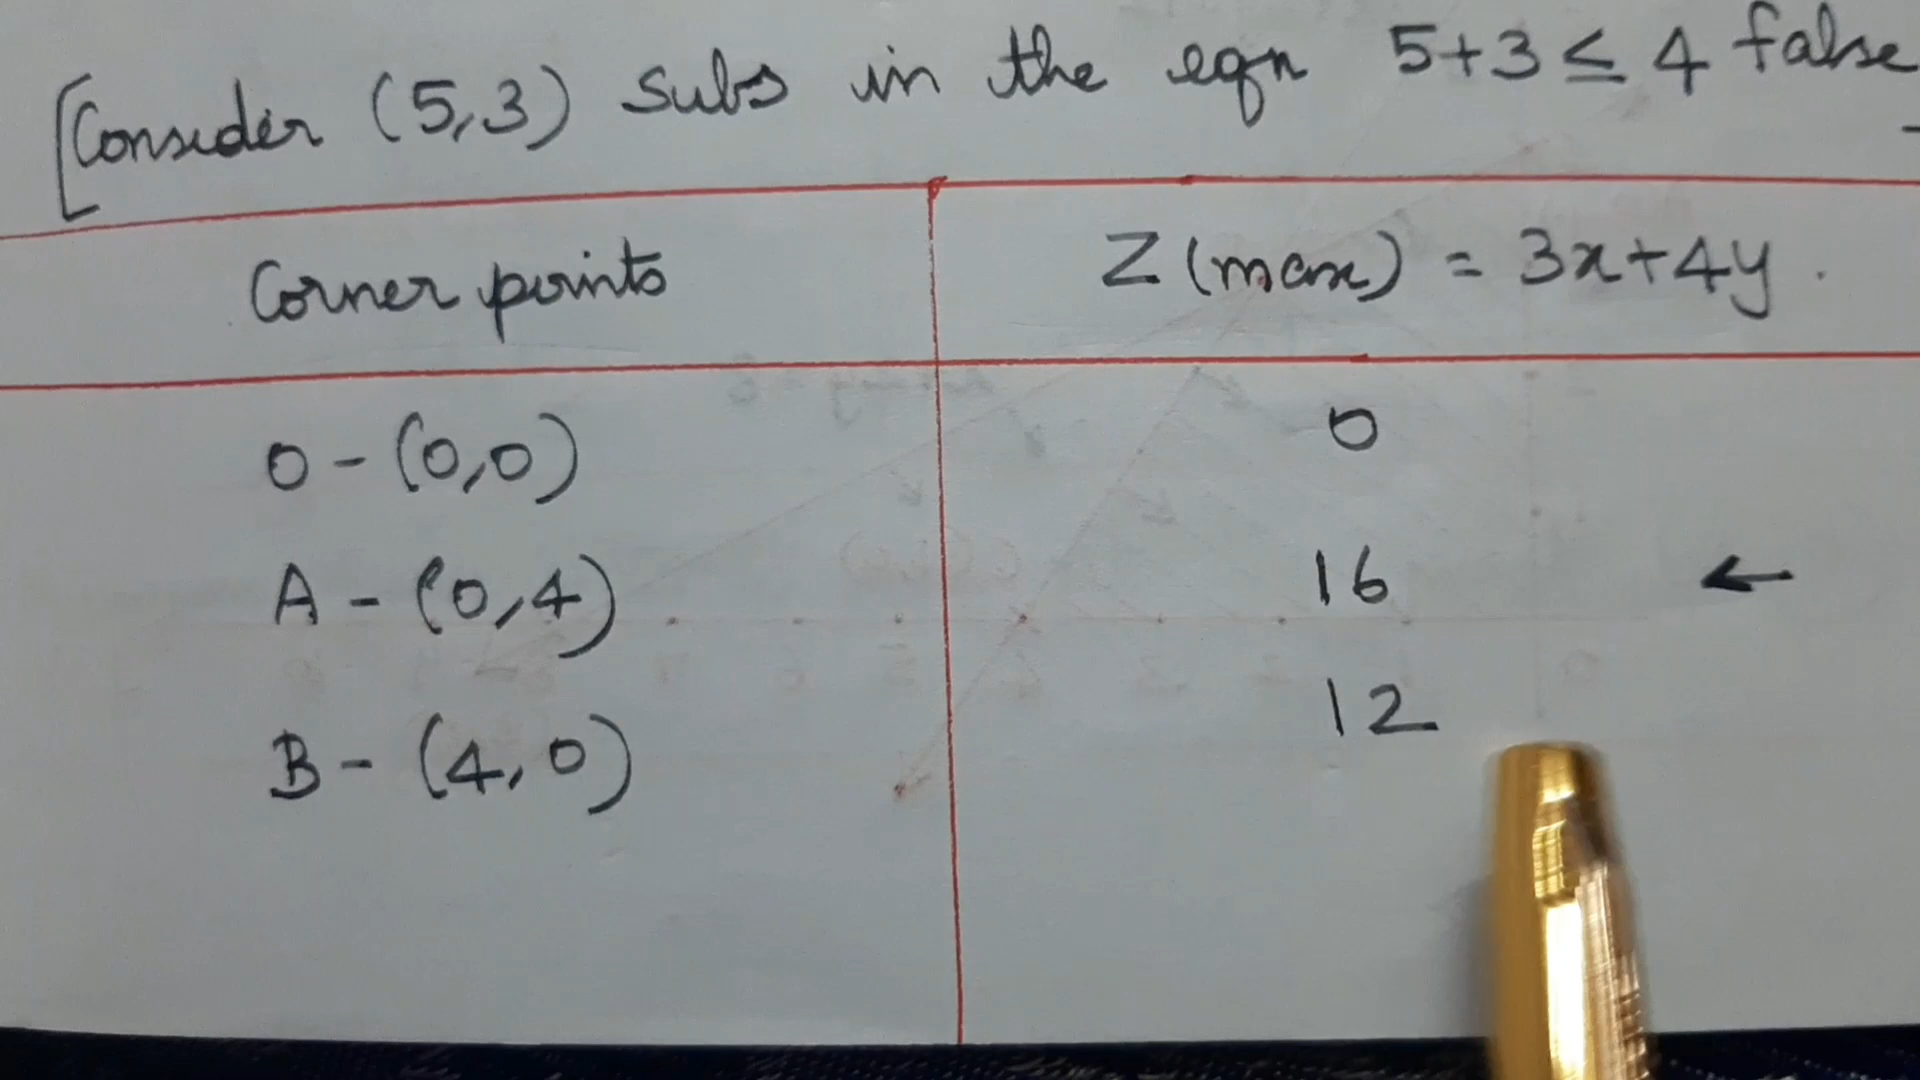 [Consider (5,3) subs in the eqn 5+3 ≤ 4 false
Corner points Z (max) = 3x+4y.
O - (0,0) 0
A - (0,4) 16 ←
B - (4,0) 12